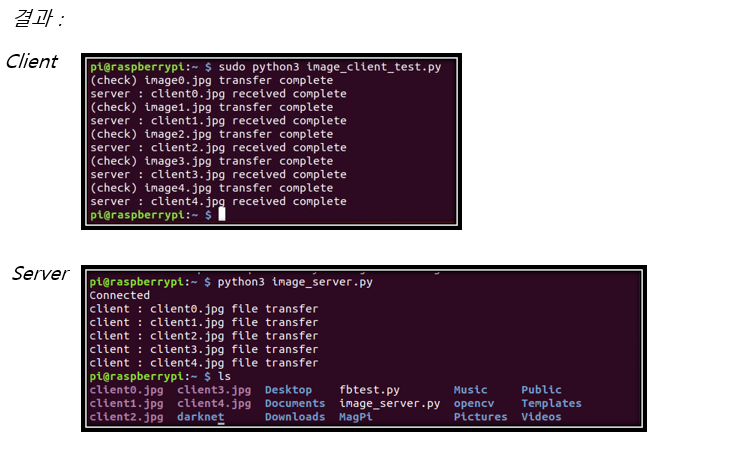 결과 :
Client
pi@raspberrypi:~ $ sudo python3 image_client_test.py
(check) image0.jpg transfer complete
server : client0.jpg received complete
(check) image1.jpg transfer complete
server : client1.jpg received complete
(check) image2.jpg transfer complete
server : client2.jpg received complete
(check) image3.jpg transfer complete
server : client3.jpg received complete
(check) image4.jpg transfer complete
server : client4.jpg received complete
pi@raspberrypi:~ $
Server
pi@raspberrypi:~ $ python3 image_server.py
Connected
client : client0.jpg file transfer
client : client1.jpg file transfer
client : client2.jpg file transfer
client : client3.jpg file transfer
client : client4.jpg file transfer
pi@raspberrypi:~ $ ls
client0.jpg client3.jpg Desktop fbtest.py Music Public
client1.jpg client4.jpg Documents image_server.py opencv Templates
client2.jpg darknet Downloads MagPi Pictures Videos